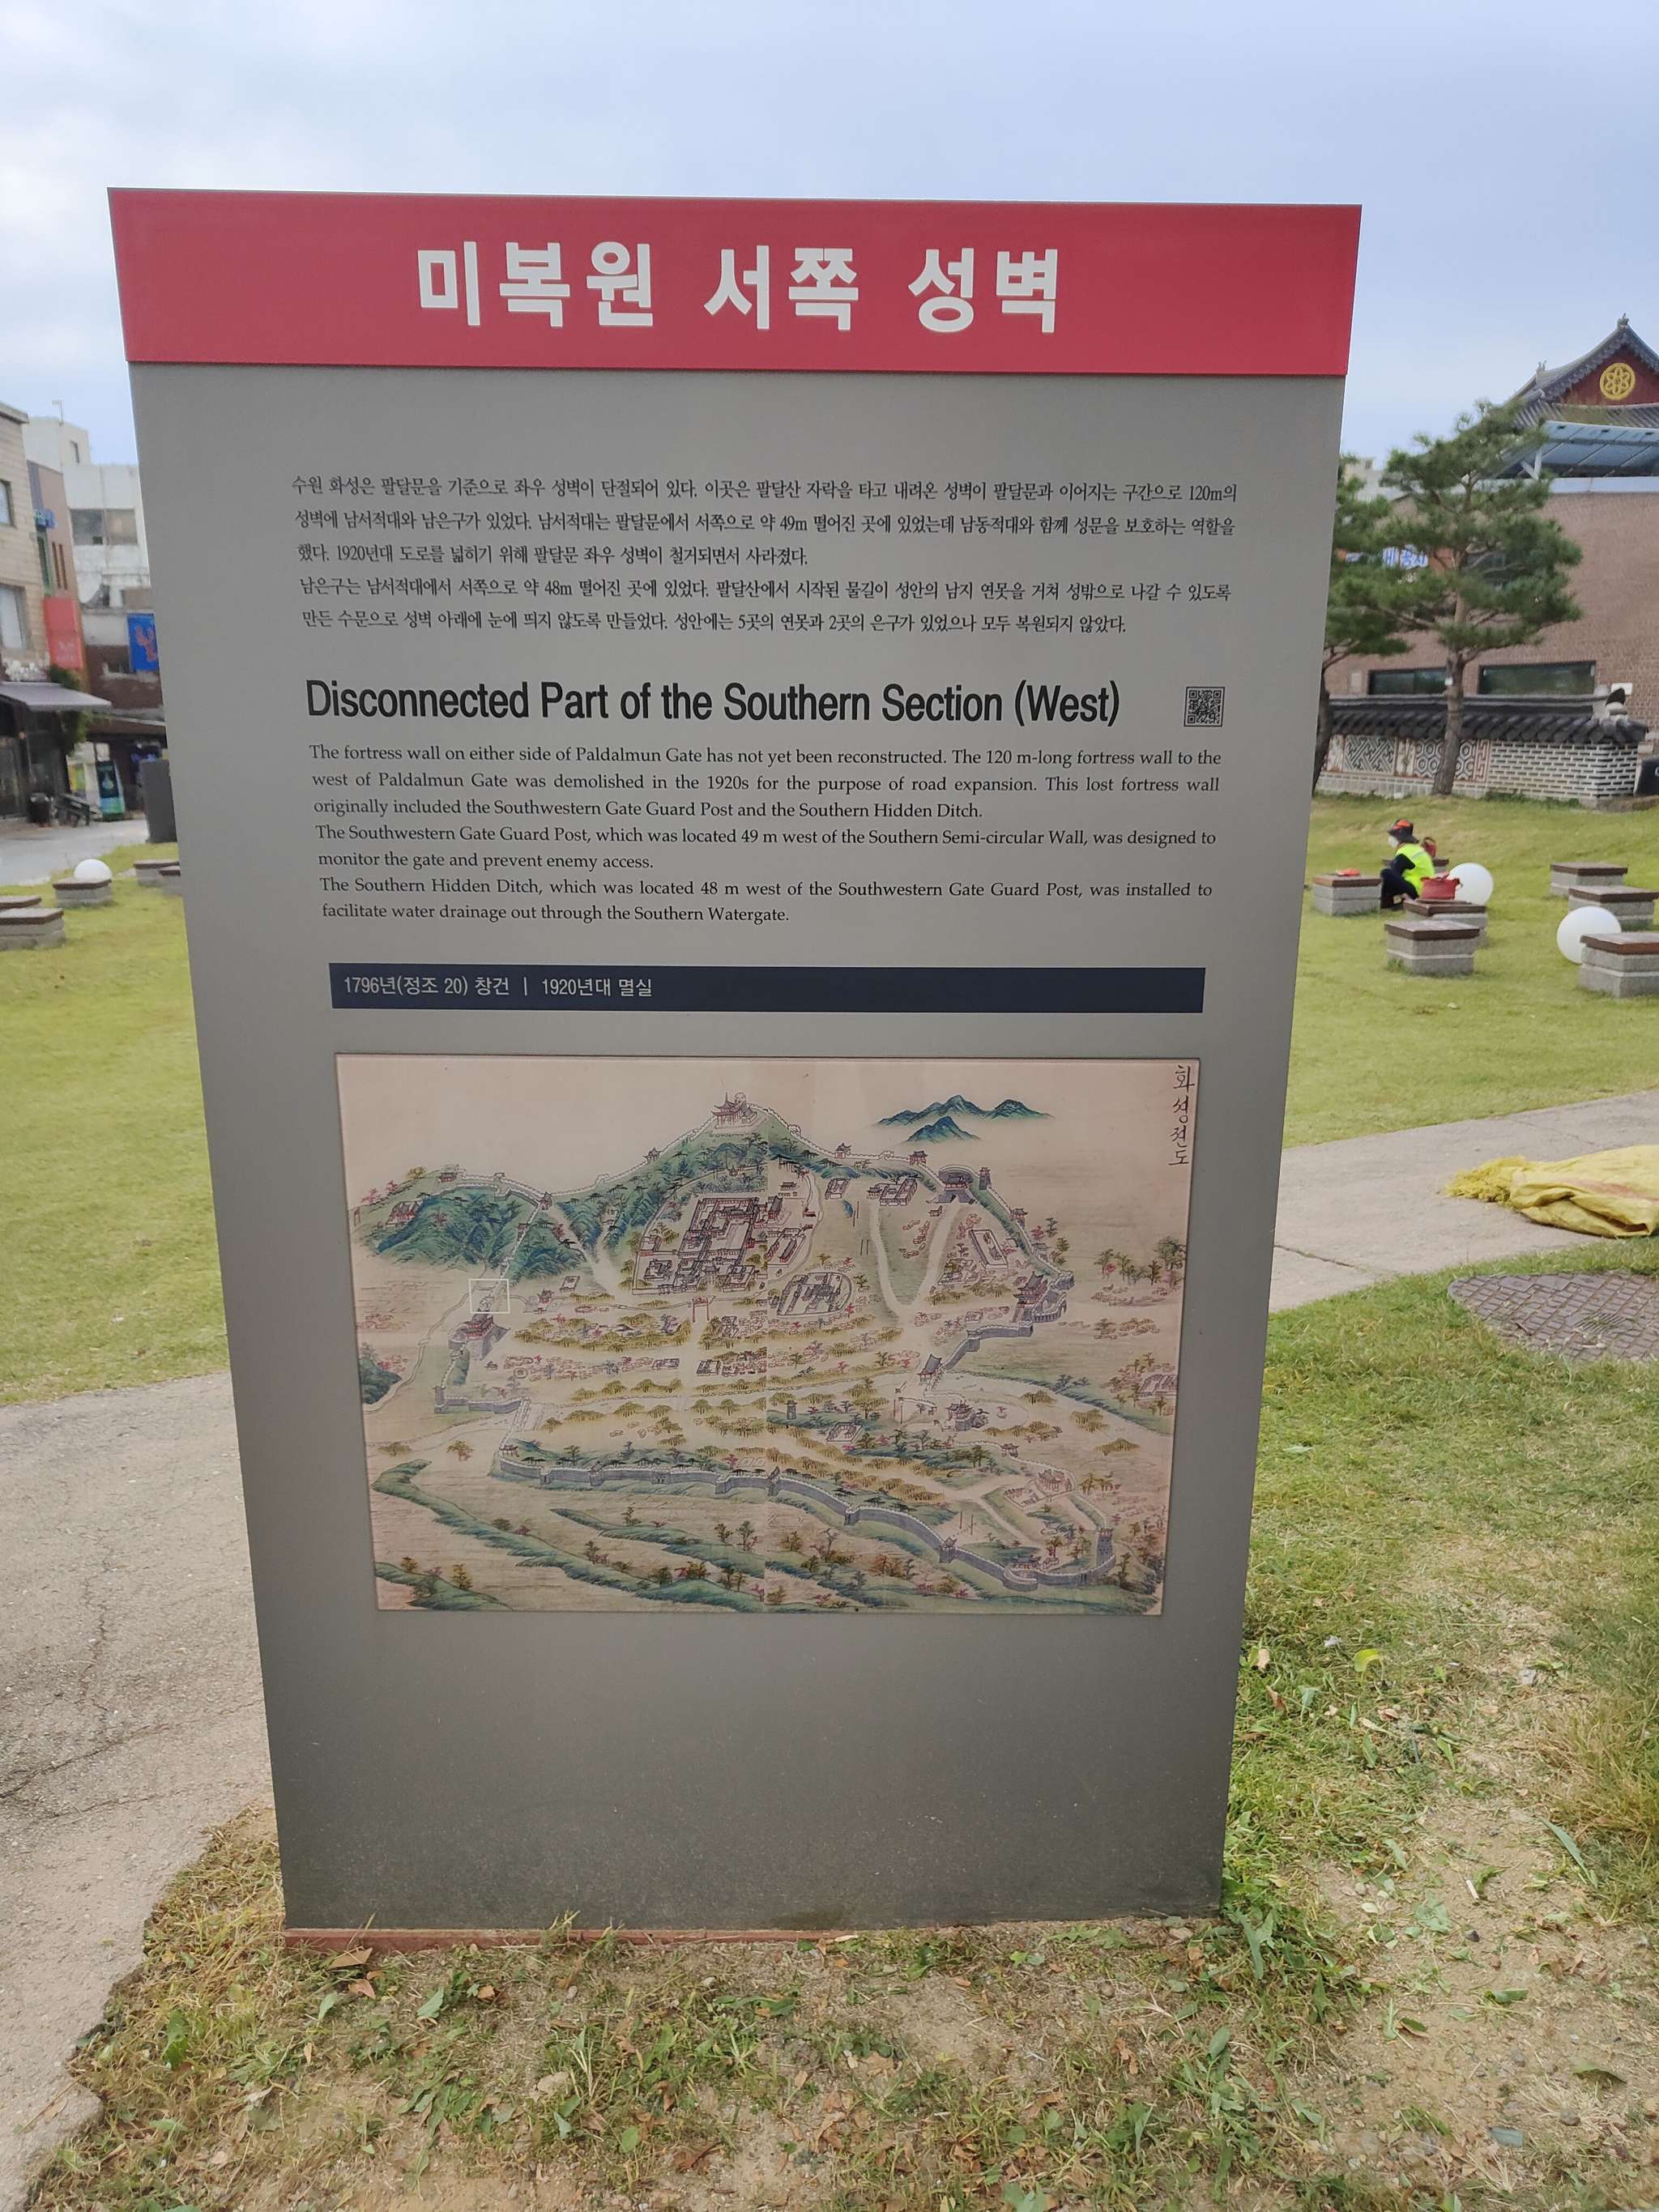 미복원 서쪽 성벽
수원 화성은 팔달문을 기준으로 좌우 성벽이 단절되어 있다. 이곳은 팔달산 자락을 타고 내려온 성벽이 팔달문과 이어지는 구간으로 120m의
성벽에 남서적대와 남은구가 있었다. 남서적대는 팔달문에서 서쪽으로 약 49m 떨어진 곳에 있었는데 남동적대와 함께 성문을 보호하는 역할을
했다. 1920년대 도로를 넓히기 위해 팔달문 좌우 성벽이 철거되면서 사라졌다.
남은구는 남서적대에서 서쪽으로 약 48m 떨어진 곳에 있었다. 팔달산에서 시작된 물길이 성안의 남지 연못을 거쳐 성밖으로 나갈 수 있도록
만든 수문으로 성벽 아래에 눈에 띄지 않도록 만들었다. 성안에는 5곳의 연못과 2곳의 은구가 있었으나 모두 복원되지 않았다.
Disconnected Part of the Southern Section (West)
The fortress wall on either side of Paldalmun Gate has not yet been reconstructed. The 120 m-long fortress wall to the
west of Paldalmun Gate was demolished in the 1920s for the purpose of road expansion. This lost fortress wall
originally included the Southwestern Gate Guard Post and the Southern Hidden Ditch.
The Southwestern Gate Guard Post, which was located 49 m west of the Southern Semi-circular Wall, was designed to
monitor the gate and prevent enemy access.
The Southern Hidden Ditch, which was located 48 m west of the Southwestern Gate Guard Post, was installed to
facilitate water drainage out through the Southern Watergate.
1796년(정조 20) 창건 | 1920년대 멸실
화성전도